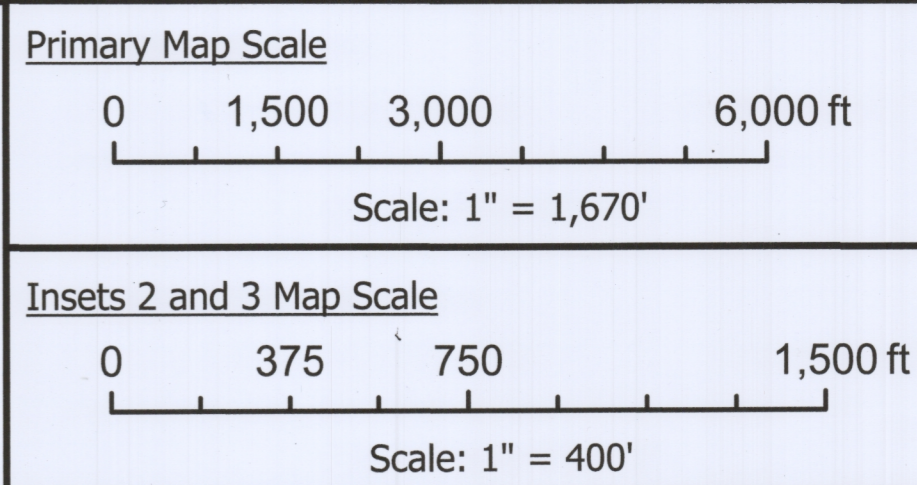 Primary Map Scale
0 1,500 3,000 6,000 ft
Scale: 1" = 1,670'
Insets 2 and 3 Map Scale
0 375 750 1,500 ft
Scale: 1" = 400'